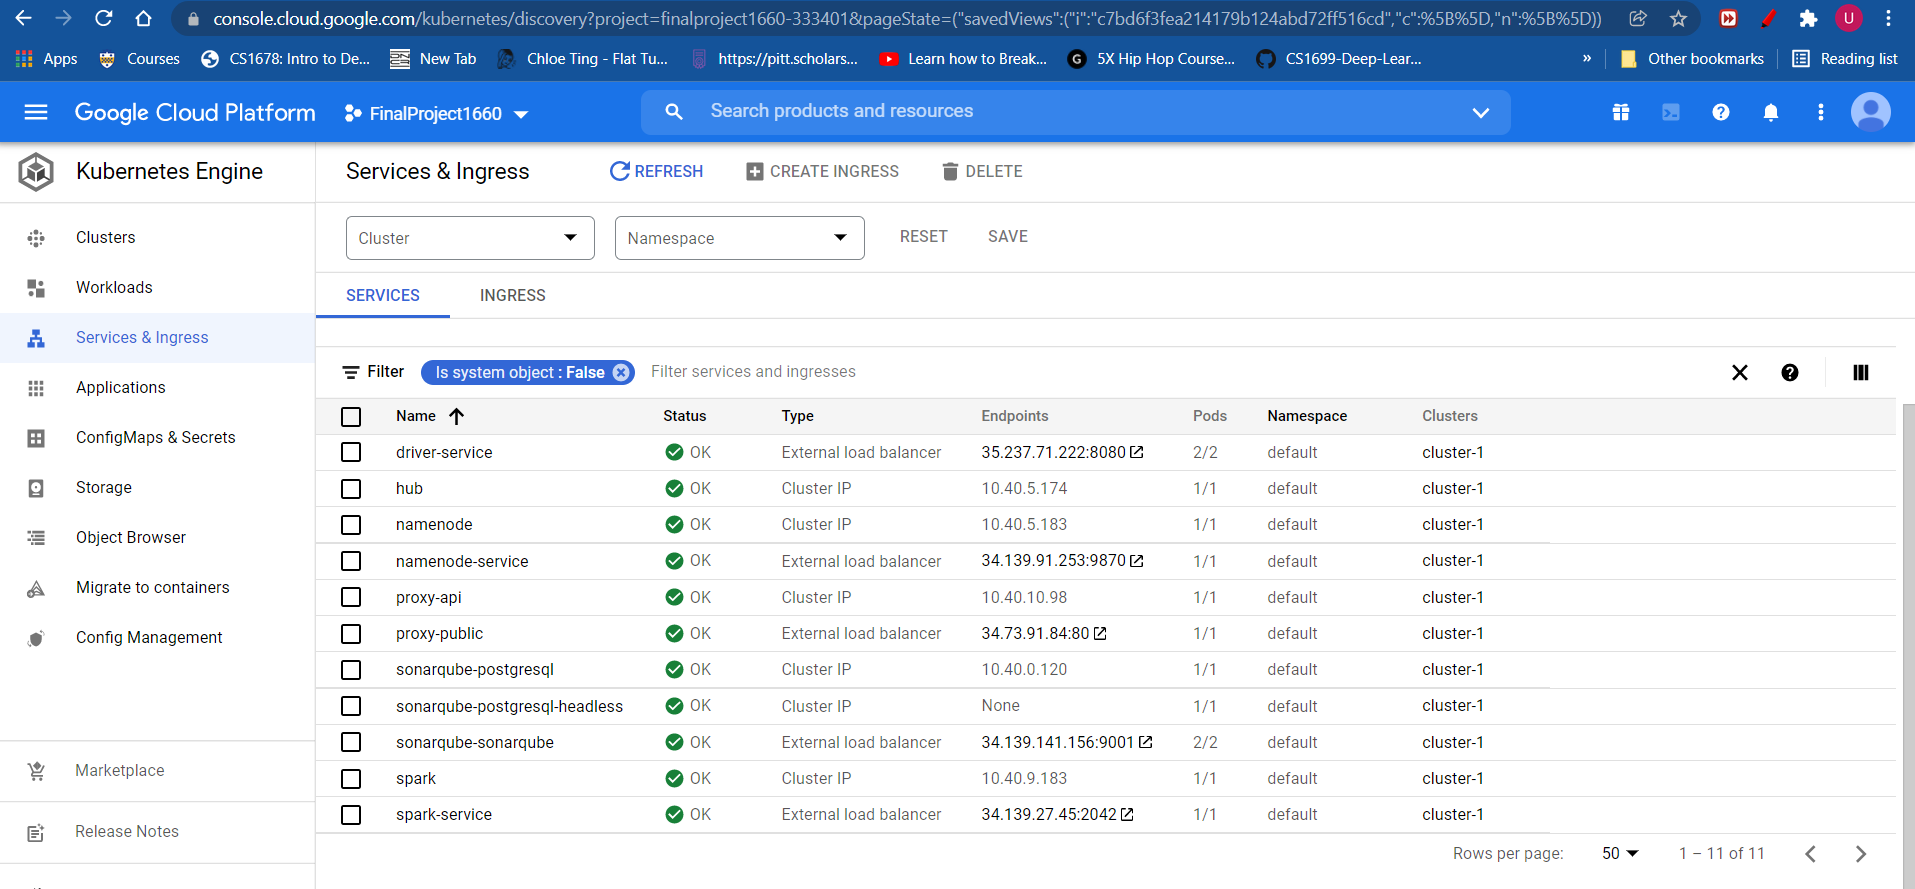 console.cloud.google.com/kubernetes/discovery?project=finalproject1660-333401&pageState=("savedViews":("i":"c7bd6f3fea214179b124abd72ff516cd","c":%5B%5D,"n":%5B%5D))
U
Apps Courses CS1678: Intro to De... New Tab Chloe Ting - Flat Tu... https://pitt.scholars... Learn how to Break... G 5X Hip Hop Course... CS1699-Deep-Lear... » Other bookmarks Reading list
Google Cloud Platform FinalProject1660 Search products and resources
Kubernetes Engine
Clusters
Workloads
Services & Ingress
Applications
ConfigMaps & Secrets
Storage
Object Browser
Migrate to containers
Config Management
Marketplace
Release Notes
Services & Ingress REFRESH CREATE INGRESS DELETE
Cluster Namespace RESET SAVE
SERVICES INGRESS
Filter Is system object : False Filter services and ingresses
Name Status Type Endpoints Pods Namespace Clusters
driver-service OK External load balancer 35.237.71.222:8080 2/2 default cluster-1
hub OK Cluster IP 10.40.5.174 1/1 default cluster-1
namenode OK Cluster IP 10.40.5.183 1/1 default cluster-1
namenode-service OK External load balancer 34.139.91.253:9870 1/1 default cluster-1
proxy-api OK Cluster IP 10.40.10.98 1/1 default cluster-1
proxy-public OK External load balancer 34.73.91.84:80 1/1 default cluster-1
sonarqube-postgresql OK Cluster IP 10.40.0.120 1/1 default cluster-1
sonarqube-postgresql-headless OK Cluster IP None 1/1 default cluster-1
sonarqube-sonarqube OK External load balancer 34.139.141.156:9001 2/2 default cluster-1
spark OK Cluster IP 10.40.9.183 1/1 default cluster-1
spark-service OK External load balancer 34.139.27.45:2042 1/1 default cluster-1
Rows per page: 50 1 – 11 of 11